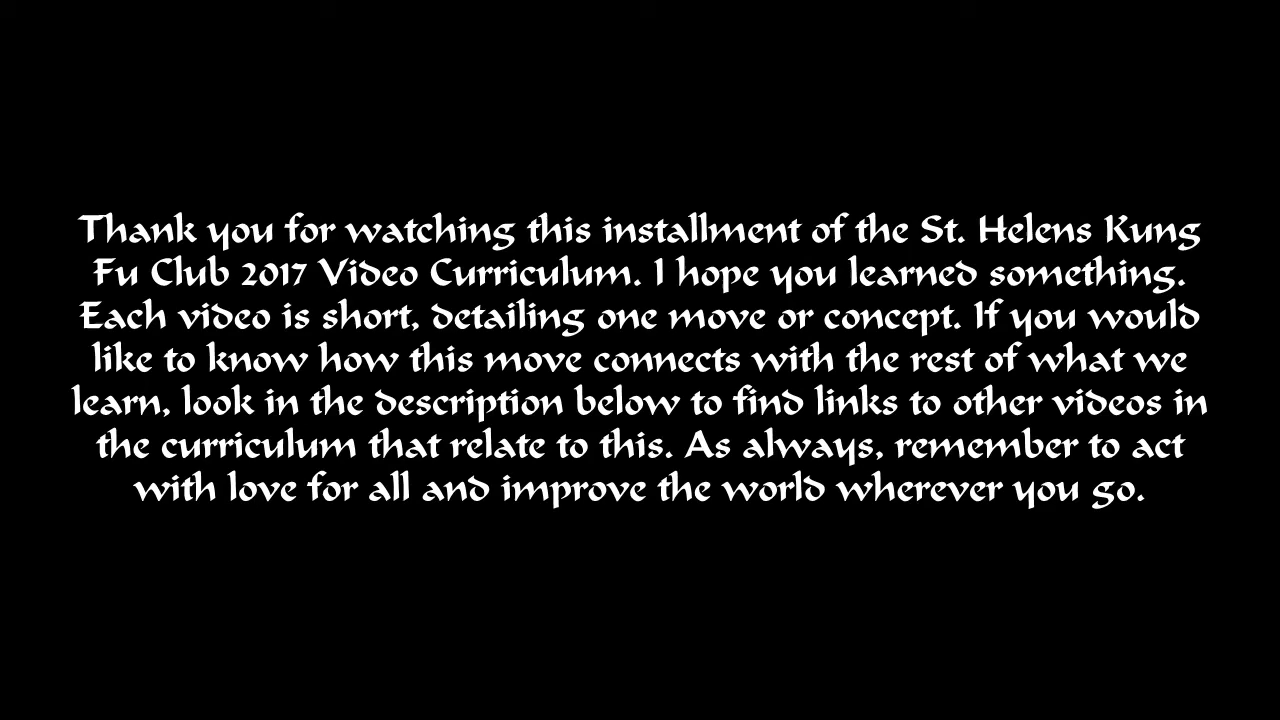 Thank you for watching this installment of the St. Helens Kung
Fu Club 2017 Video Curriculum. I hope you learned something.
Each video is short, detailing one move or concept. If you would
like to know how this move connects with the rest of what we
learn, look in the description below to find links to other videos in
the curriculum that relate to this. As always, remember to act
with love for all and improve the world wherever you go.